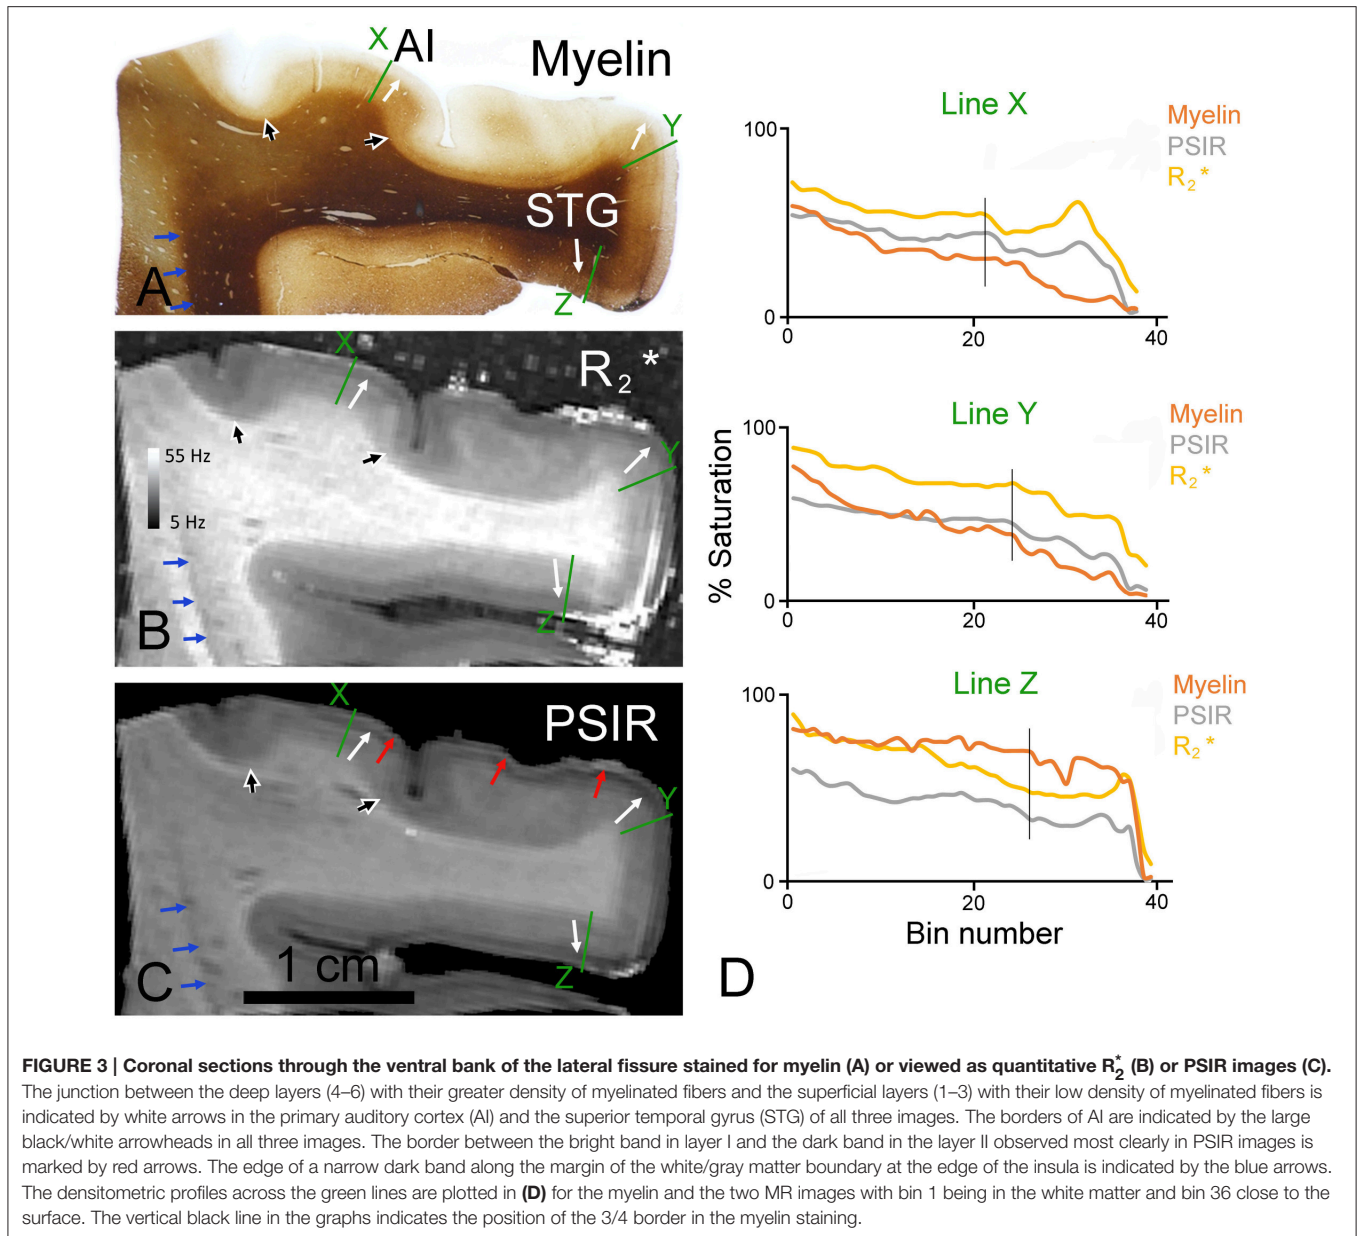 X
AI
Myelin
Y
STG
A
Z
X
R2*
Y
55 Hz
5 Hz
B
Z
X
PSIR
Y
C
1 cm
Z
Line X
Myelin
PSIR
R2*
100
0
0
20
40
Line Y
Myelin
PSIR
R2*
100
0
0
20
40
% Saturation
Line Z
Myelin
PSIR
R2*
100
0
0
20
40
Bin number
D
FIGURE 3 | Coronal sections through the ventral bank of the lateral fissure stained for myelin (A) or viewed as quantitative R2* (B) or PSIR images (C).
The junction between the deep layers (4–6) with their greater density of myelinated fibers and the superficial layers (1–3) with their low density of myelinated fibers is
indicated by white arrows in the primary auditory cortex (AI) and the superior temporal gyrus (STG) of all three images. The borders of AI are indicated by the large
black/white arrowheads in all three images. The border between the bright band in layer I and the dark band in the layer II observed most clearly in PSIR images is
marked by red arrows. The edge of a narrow dark band along the margin of the white/gray matter boundary at the edge of the insula is indicated by the blue arrows.
The densitometric profiles across the green lines are plotted in (D) for the myelin and the two MR images with bin 1 being in the white matter and bin 36 close to the
surface. The vertical black line in the graphs indicates the position of the 3/4 border in the myelin staining.